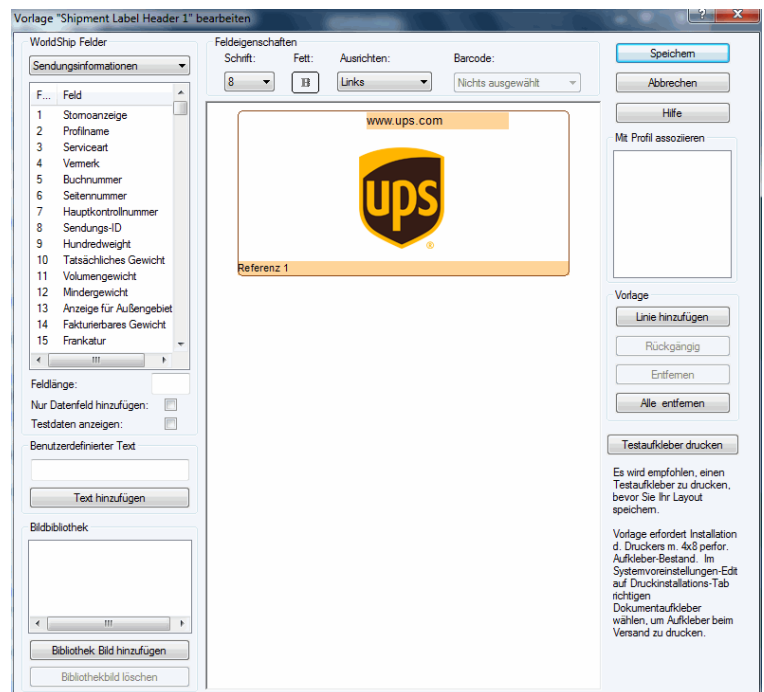 Vorlage "Shipment Label Header 1" bearbeiten
WorldShip Felder
Sendungsinformationen
F... Feld
1 Stornoanzeige
2 Profilname
3 Serviceart
4 Vermerk
5 Buchnummer
6 Seitennummer
7 Hauptkontrollnummer
8 Sendungs-ID
9 Hundredweight
10 Tatsächliches Gewicht
11 Volumengewicht
12 Mindergewicht
13 Anzeige für Außengebiet
14 Fakturierbares Gewicht
15 Frankatur
Feldlänge:
Nur Datenfeld hinzufügen:
Testdaten anzeigen:
Benutzerdefinierter Text
Text hinzufügen
Bildbibliothek
Bibliothek Bild hinzufügen
Bibliothekbild löschen
Feldeigenschaften
Schrift: Fett: Ausrichten: Barcode:
8 B Links Nichts ausgewählt
www.ups.com
ups
®
Referenz 1
Speichern
Abbrechen
Hilfe
Mit Profil assoziieren
Vorlage
Linie hinzufügen
Rückgängig
Entfernen
Alle entfernen
Testaufkleber drucken
Es wird empfohlen, einen
Testaufkleber zu drucken,
bevor Sie Ihr Layout
speichern.
Vorlage erfordert Installation
d. Druckers m. 4x8 perfor.
Aufkleber-Bestand. Im
Systemvoreinstellungen-Edit
auf Druckinstallations-Tab
richtigen
Dokumentaufkleber
wählen, um Aufkleber beim
Versand zu drucken.